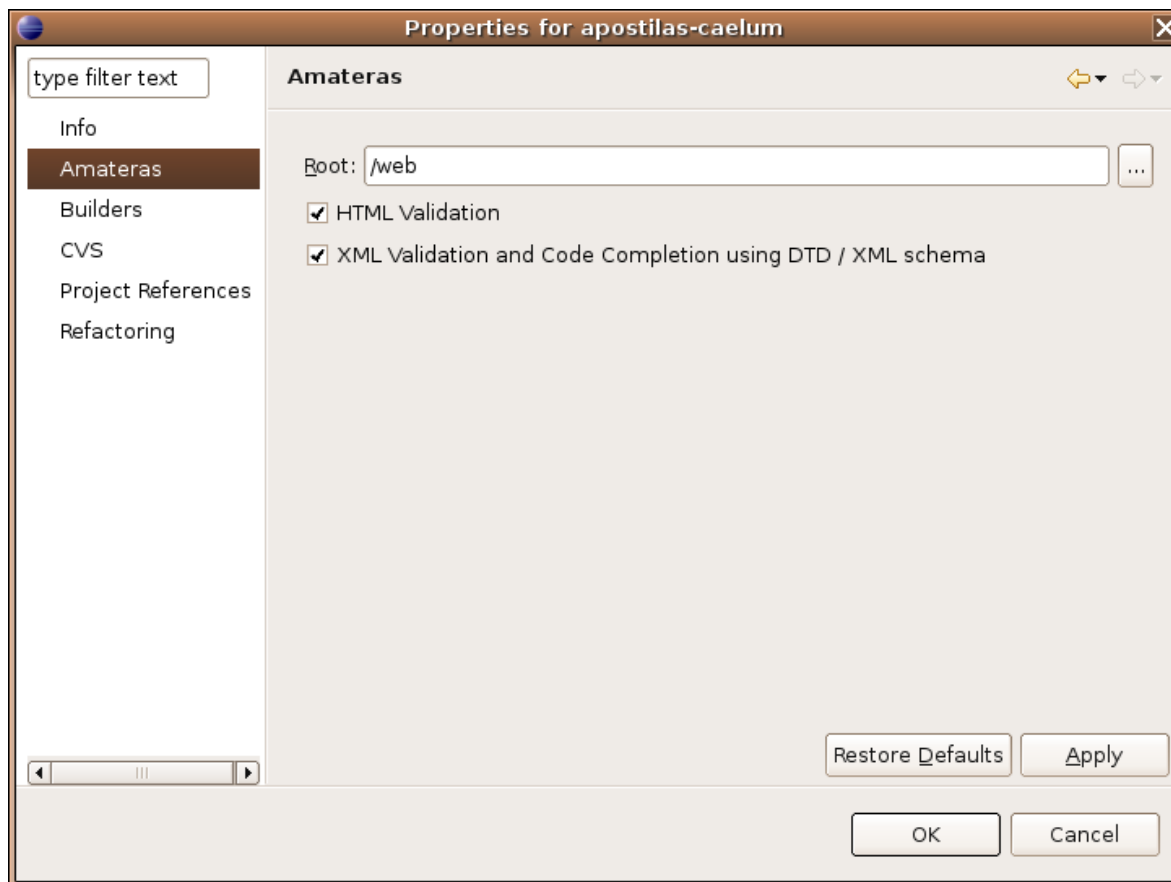 Properties for apostilas-caelum
type filter text
Info
Amateras
Builders
CVS
Project References
Refactoring
Amateras
Root: /web ...
HTML Validation
XML Validation and Code Completion using DTD / XML schema
Restore Defaults Apply
OK Cancel